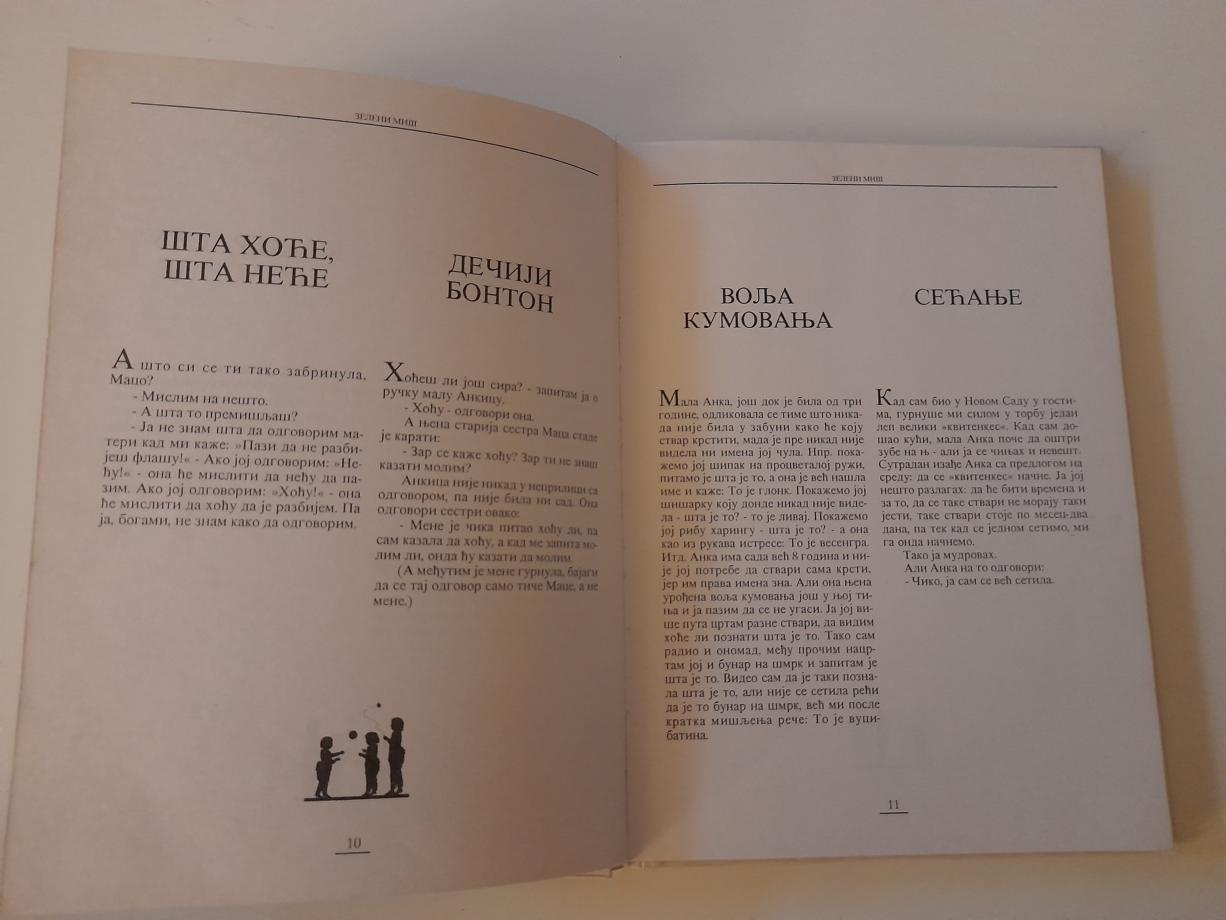 ЗЕЛЕНИ МИШ
ШТА ХОЋЕ,
ШТА НЕЋЕ
А што си се ти тако забринула,
Мацо?
- Мислим на нешто.
- А шта то премишљаш?
- Ја не знам шта да одговорим ма-
тери кад ми каже: »Пази да не разби-
јеш флашу!« - Ако јој одговорим: »Не-
ћу!« - она ће мислити да нећу да па-
зим. Ако јој одговорим: »Хоћу!« - она
ће мислити да хоћу да је разбијем. Па
ја, богами, не знам како да одговорим.
ДЕЧИЈИ
БОНТОН
Хоћеш ли још сира? - запитам ја о
ручку малу Анкицу.
- Хоћу - одговори она.
А њена старија сестра Маца стаде
је карати:
- Зар се каже хоћу? Зар ти не знаш
казати молим?
Анкица није никад у неприлици са
одговором, па није била ни сад. Она
одговори сестри овако:
- Мене је чика питао хоћу ли, па
сам казала да хоћу, а кад ме запита мо-
лим ли, онда ћу казати да молим.
(А међутим је мене гурнула, бајаги
да се тај одговор само тиче Маце, а не
мене.)
10
ЗЕЛЕНИ МИШ
ВОЉА
КУМОВАЊА
Мала Анка, још док је била од три
године, одликовала се тиме што ника-
да није била у забуни како ће коју
ствар крстити, мада је пре никад није
видела ни имена јој чула. Нпр. пока-
жемо јој шипак на процветалој ружи,
питамо је шта је то, а она је већ нашла
име и каже: То је глонк. Покажемо јој
шишарку коју донде никад није виде-
ла - шта је то? - то је ливај. Покажемо
јој рибу харингу - шта је то? - а она
као из рукава истресе: То је весенгра.
Итд. Анка има сада већ 8 година и ни-
је јој потребе да ствари сама крсти,
јер им права имена зна. Али она њена
урођена воља кумовања још у њој ти-
ња и ја пазим да се не угаси. Ја јој ви-
ше пута цртам разне ствари, да видим
хоће ли познати шта је то. Тако сам
радио и ономад, међу прочим нацр-
там јој и бунар на шмрк и запитам је
шта је то. Видео сам да је таки позна-
ла шта је то, али није се сетила рећи
да је то бунар на шмрк, већ ми после
кратка мишљења рече: То је вуци-
батина.
СЕЋАЊЕ
Кад сам био у Новом Саду у гости-
ма, гурнуше ми силом у торбу један
леп велики »квитенкес«. Кад сам до-
шао кући, мала Анка поче да оштри
зубе на њ - али ја се чињах и невешт.
Сутрадан изађе Анка са предлогом на
среду: да се »квитенкес« начне. Ја јој
нешто разлагах: да ће бити времена и
за то, да се таке ствари не морају таки
јести, таке ствари стоје по месец-два
дана, па тек кад се једном сетимо, ми
га онда начнемо.
Тако ја мудровах.
Али Анка на то одговори:
- Чико, ја сам се већ сетила.
11